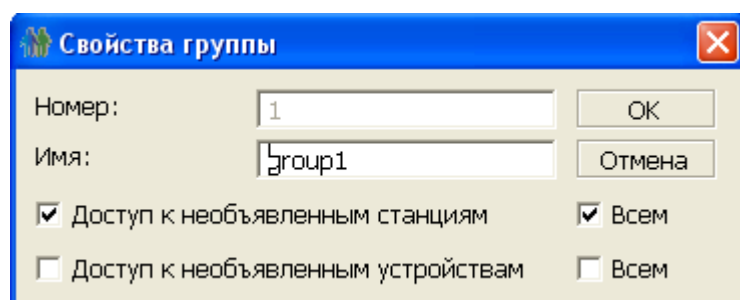 Свойства группы
Номер: 1 OK
Имя: group1 Отмена
Доступ к необъявленным станциям Всем
Доступ к необъявленным устройствам Всем